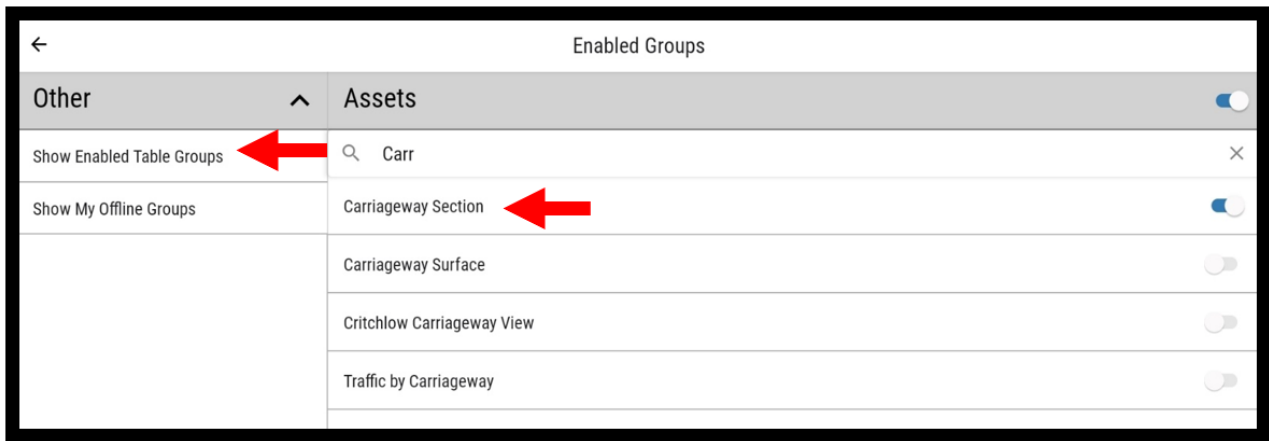 Enabled Groups
Other
Assets
Show Enabled Table Groups
Carr
Show My Offline Groups
Carriageway Section
Carriageway Surface
Critchlow Carriageway View
Traffic by Carriageway